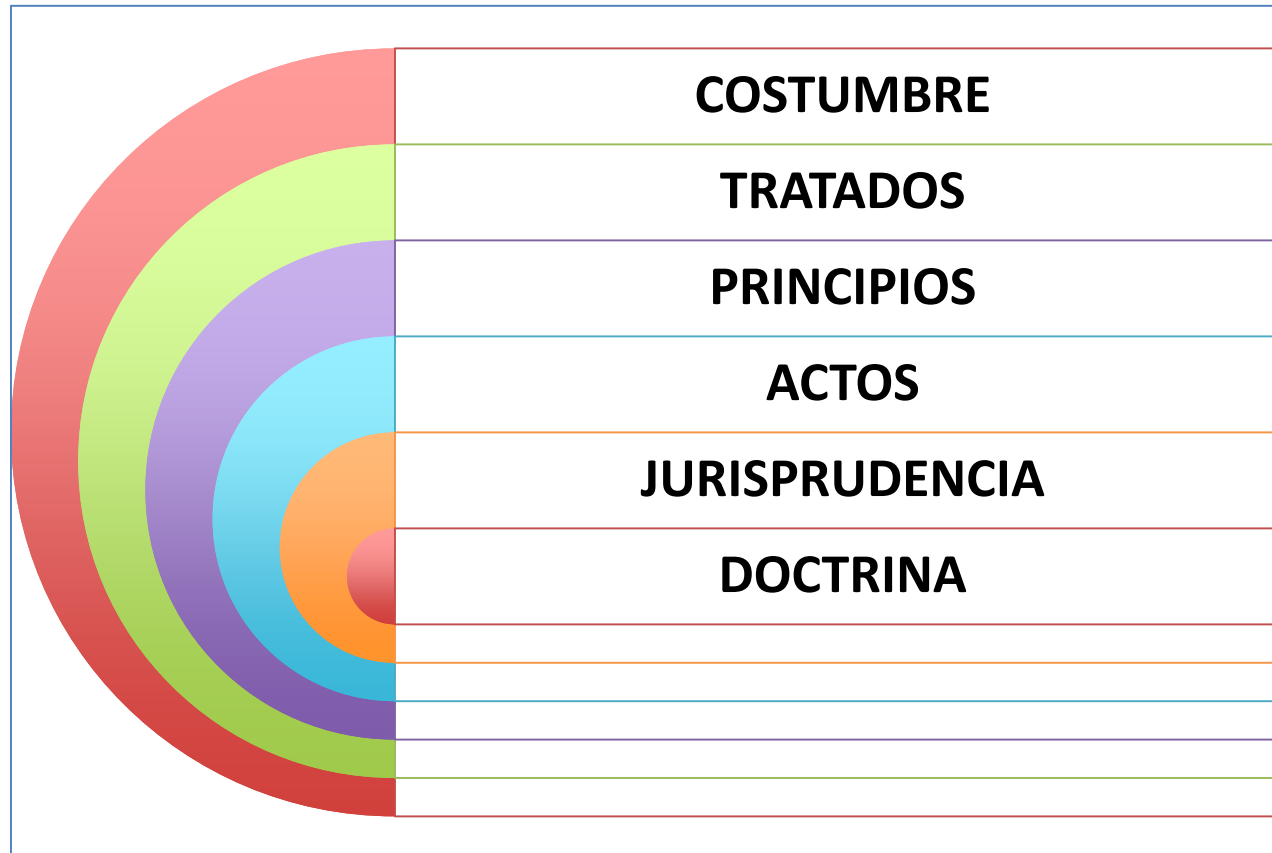 COSTUMBRE
TRATADOS
PRINCIPIOS
ACTOS
JURISPRUDENCIA
DOCTRINA